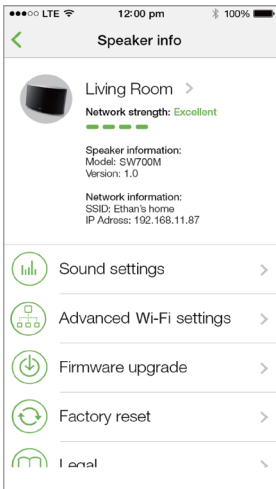 LTE 12:00 pm 100%
Speaker info
Living Room
Network strength: Excellent
Speaker information:
Model: SW700M
Version: 1.0
Network information:
SSID: Ethan's home
IP Adress: 192.168.11.87
Sound settings
Advanced Wi-Fi settings
Firmware upgrade
Factory reset
Legal